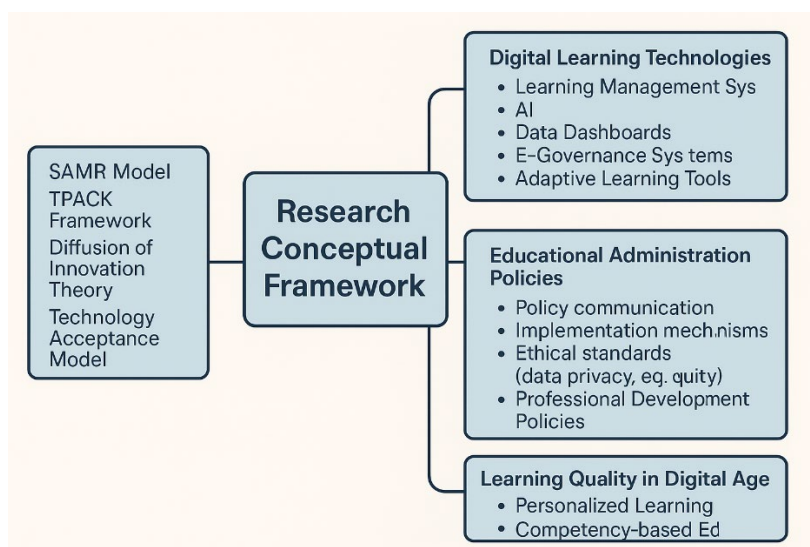 SAMR Model
TPACK
Framework
Diffusion of
Innovation
Theory
Technology
Acceptance
Model
Research
Conceptual
Framework
Digital Learning Technologies
• Learning Management Sys
• AI
• Data Dashboards
• E-Governance Sys tems
• Adaptive Learning Tools
Educational Administration
Policies
• Policy communication
• Implementation mech.nisms
• Ethical standards
(data privacy, eq. quity)
• Professional Development
Policies
Learning Quality in Digital Age
• Personalized Learning
• Competency-based Ed